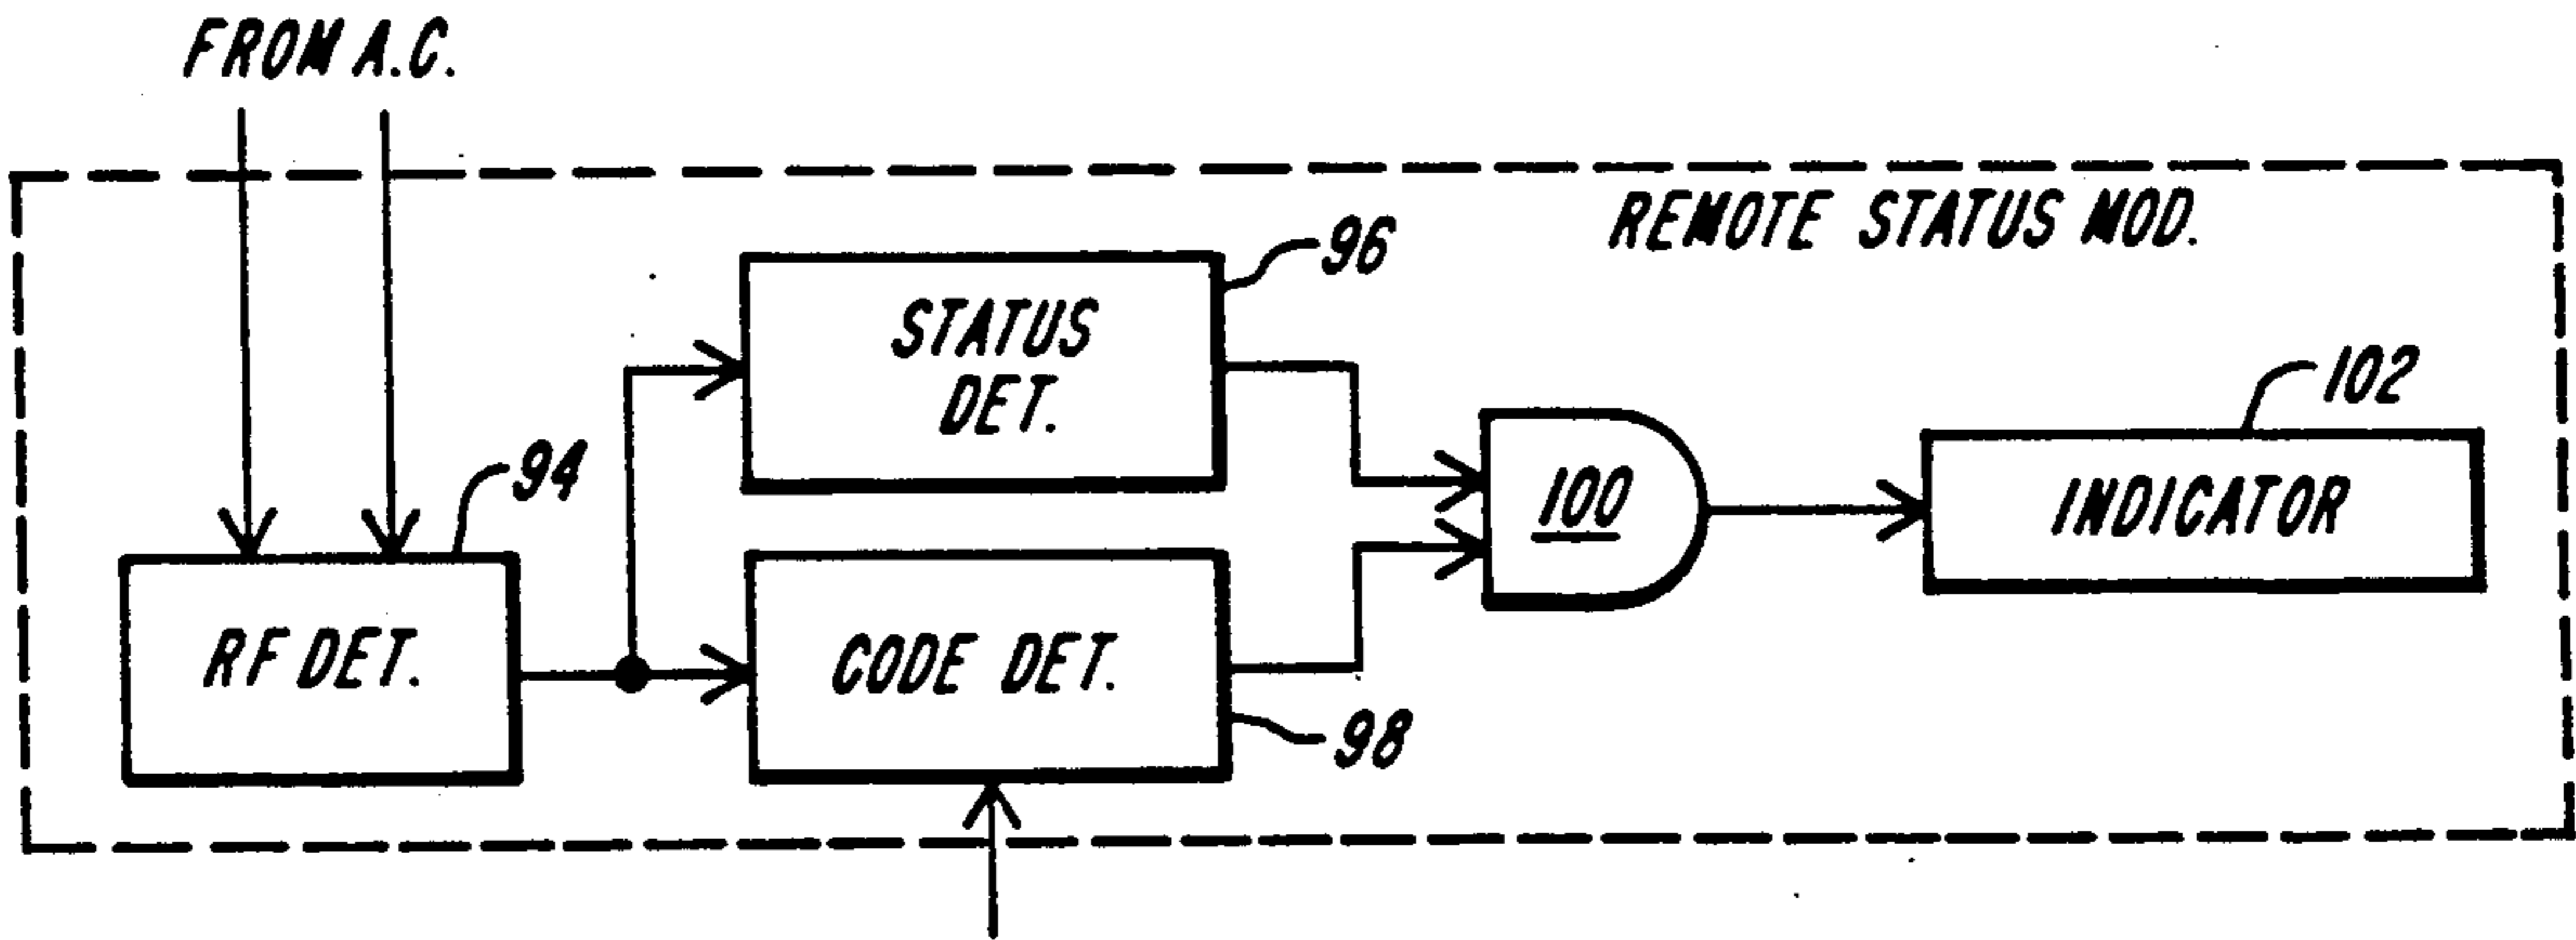 FROM A.C.
REMOTE STATUS MOD.
96
STATUS
DET.
102
94
100
INDICATOR
RF DET.
CODE DET.
98